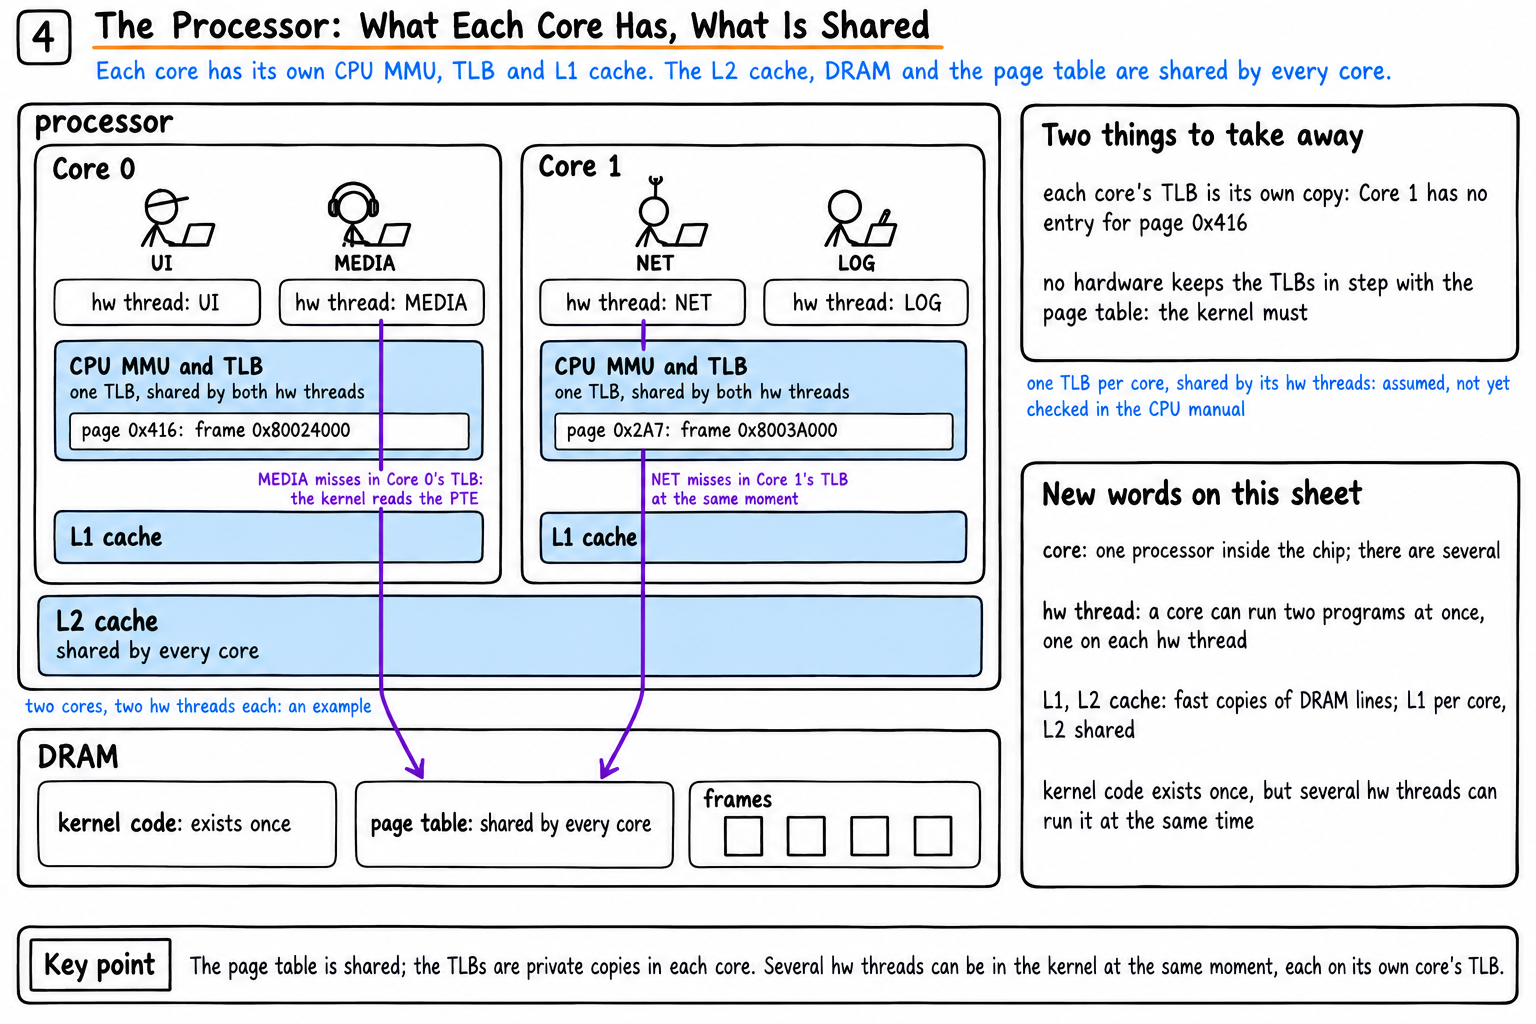 4
The Processor: What Each Core Has, What Is Shared
Each core has its own CPU MMU, TLB and L1 cache. The L2 cache, DRAM and the page table are shared by every core.
processor
Core 0
UI
MEDIA
hw thread: UI
hw thread: MEDIA
CPU MMU and TLB
one TLB, shared by both hw threads
page 0x416: frame 0x80024000
MEDIA misses in Core 0's TLB:
the kernel reads the PTE
L1 cache
Core 1
NET
LOG
hw thread: NET
hw thread: LOG
CPU MMU and TLB
one TLB, shared by both hw threads
page 0x2A7: frame 0x8003A000
NET misses in Core 1's TLB
at the same moment
L1 cache
L2 cache
shared by every core
two cores, two hw threads each: an example
DRAM
kernel code: exists once
page table: shared by every core
frames
Two things to take away
each core's TLB is its own copy: Core 1 has no
entry for page 0x416
no hardware keeps the TLBs in step with the
page table: the kernel must
one TLB per core, shared by its hw threads: assumed, not yet
checked in the CPU manual
New words on this sheet
core: one processor inside the chip; there are several
hw thread: a core can run two programs at once,
one on each hw thread
L1, L2 cache: fast copies of DRAM lines; L1 per core,
L2 shared
kernel code exists once, but several hw threads can
run it at the same time
Key point
The page table is shared; the TLBs are private copies in each core. Several hw threads can be in the kernel at the same moment, each on its own core's TLB.